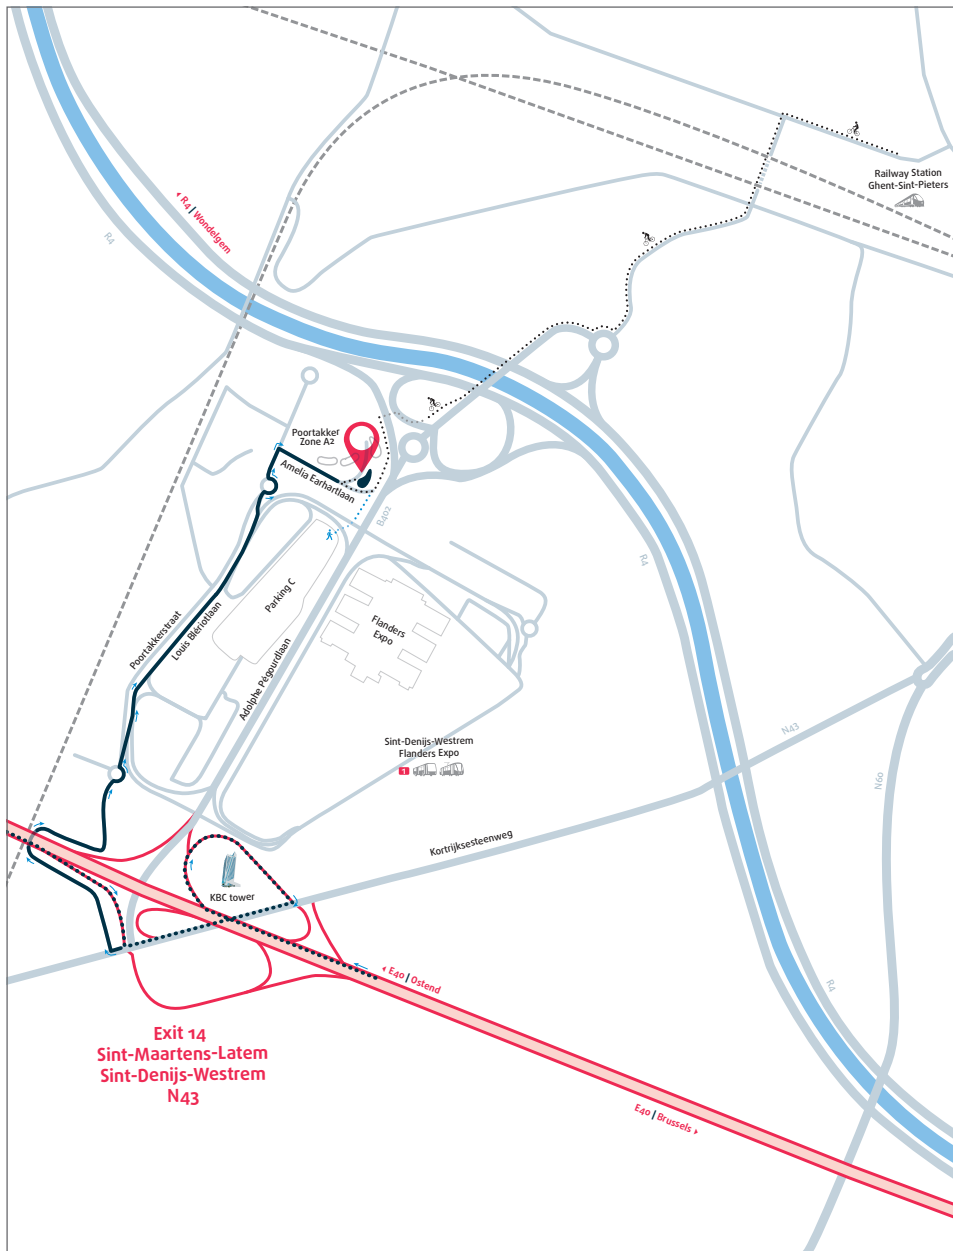 Railway Station
Ghent-Sint-Pieters
R4 | Wondelgem
R4
Poortakker
Zone A2
Amelia Earhartlaan
B402
R4
Parking C
Flanders
Expo
Poortakkerstraat
Louis Blériotlaan
Adolphe Pégoudlaan
Sint-Denijs-Westrem
Flanders Expo
1
N43
N60
Kortrijksesteenweg
KBC tower
E40 | Ostend
R4
Exit 14
Sint-Maartens-Latem
Sint-Denijs-Westrem
N43
E40 | Brussels